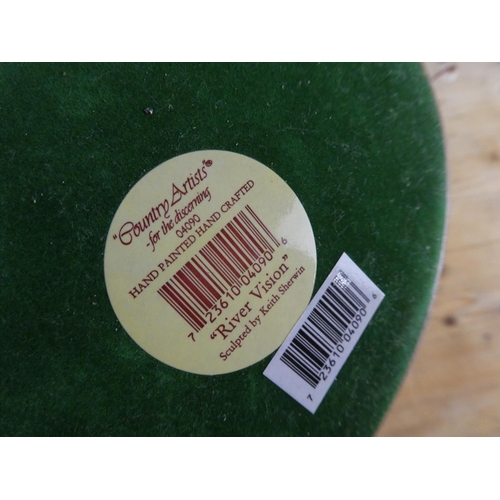 "Country Artists"®
-for the discerning
04090
HAND PAINTED HAND CRAFTED
7 23610 04090 6
"River Vision"
Sculpted by Keith Sherwin
7 23610 04090 6